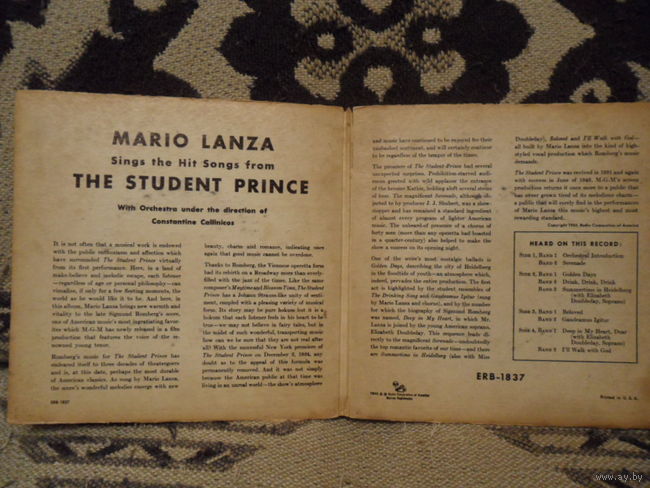 MARIO LANZA
Sings the Hit Songs from
THE STUDENT PRINCE
With Orchestra under the direction of
Constantine Callinicos
It is not often that a musical work is endowed
with the public enthusiasm and affection which
have surrounded The Student Prince virtually
from its first performance. Here, in a land of
make-believe and melodic escape, each listener
—regardless of age or personal philosophy—can
visualize, if only for a few fleeting moments, the
world as he would like it to be. And here, in
this album, Mario Lanza brings new warmth and
vitality to the late Sigmund Romberg's score,
one of American music's most ingratiating favor-
ites which M-G-M has newly released in a film
production that features the voice of the re-
nowned young tenor.
Romberg's music for The Student Prince has
endeared itself to three decades of theatergoers
and is, at this date, perhaps the most durable
of American classics. As sung by Mario Lanza,
the score's wonderful melodies emerge with new
ERB-1837
beauty, charm and romance, indicating once
again that good music cannot be overdone.
Thanks to Romberg, the Viennese operetta form
had its rebirth on a Broadway more than overly-
filled with the jazz of the times. Like the same
composer's Maytime and Blossom Time, The Student
Prince has a Johann Strauss-like unity of senti-
ment, coupled with a pleasing variety of musical
form. Its story may be pure hokum but it is a
hokum that each listener feels in his heart to be
true—we may not believe in fairy tales, but in
the midst of such wonderful, transporting music
how can we be sure that they are not real after
all? With the successful New York premiere of
The Student Prince on December 2, 1924, any
doubt as to the appeal of this formula was
permanently removed. And it was not simply
because the American public at that time was
living in an unreal world—the show's atmosphere
and music have continued to be enjoyed for their
unabashed sentiment, and will certainly continue
to be regardless of the temper of the times.
The premiere of The Student Prince had several
unexpected surprises. Prohibition-starved audi-
ences greeted with wild applause the entrance
of the former Kathie, holding aloft several steins
of beer. The magnificent Serenade, although ob-
jected to by producer J. J. Shubert, was a show-
stopper and has remained a standard ingredient
of almost every program of lighter American
music. The unheard-of presence of a chorus of
forty men (more than any operetta had boasted
in a quarter-century) also helped to make the
show a success on its opening night.
One of the score's most nostalgic ballads is
Golden Days, describing the city of Heidelberg
in the footfalls of youth—an atmosphere which,
indeed, pervades the entire production. The first
act is highlighted by the student ensembles of
The Drinking Song and Gaudeamus Igitur (sung
by Mario Lanza and chorus), and by the number
for which the biography of Sigmund Romberg was
named, Deep in My Heart, in which Mr.
Lanza is joined by the young American soprano,
Elizabeth Doubleday. This sequence leads di-
rectly to the magnificent Serenade—undoubtedly
the top romantic favorite of our time—and there
are Summertime in Heidelberg (also with Miss
Doubleday), Beloved and I'll Walk with God—
all built by Mario Lanza into the kind of high-
styled vocal production which Romberg's music
demands.
The Student Prince was revived in 1931 and again
with success in June of 1943. M-G-M's screen
production returns it once more to a public that
has never grown tired of its melodious charm—
a public that will surely find in the performances
of Mario Lanza this music's highest and most
rewarding standard.
Copyright 1954, Radio Corporation of America
HEARD ON THIS RECORD:
SIDE 1, BAND 1 Orchestral Introduction
BAND 2 Serenade
SIDE 2, BAND 1 Golden Days
BAND 2 Drink, Drink, Drink
BAND 3 Summertime in Heidelberg
(with Elizabeth
Doubleday, Soprano)
SIDE 3, BAND 1 Beloved
BAND 2 Gaudeamus Igitur
SIDE 4, BAND 1 Deep in My Heart, Dear
(with Elizabeth
Doubleday, Soprano)
BAND 2 I'll Walk with God
ERB-1837
Printed in U. S. A.
www.ay.by